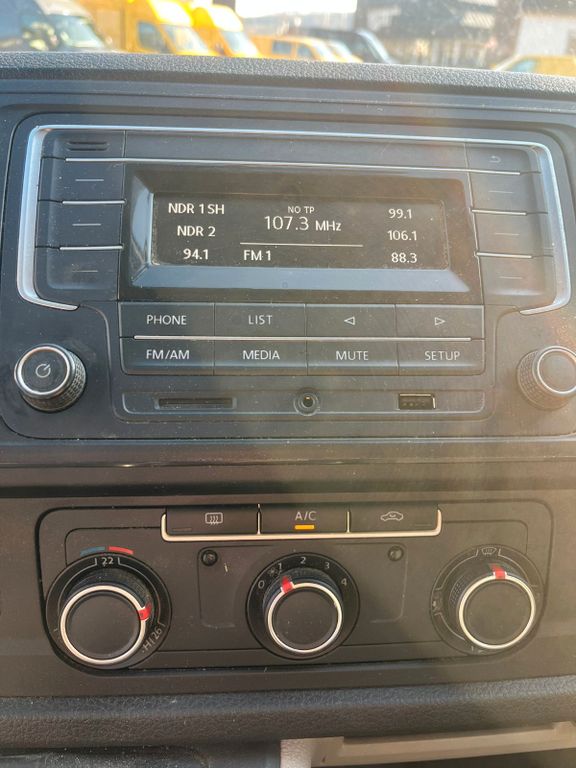 NDR 1 SH NO TP 99.1
NDR 2 107.3 MHz 106.1
94.1 FM 1 88.3
PHONE LIST
FM/AM MEDIA MUTE SETUP
A/C
22
0 1 2 3 4
HI 26